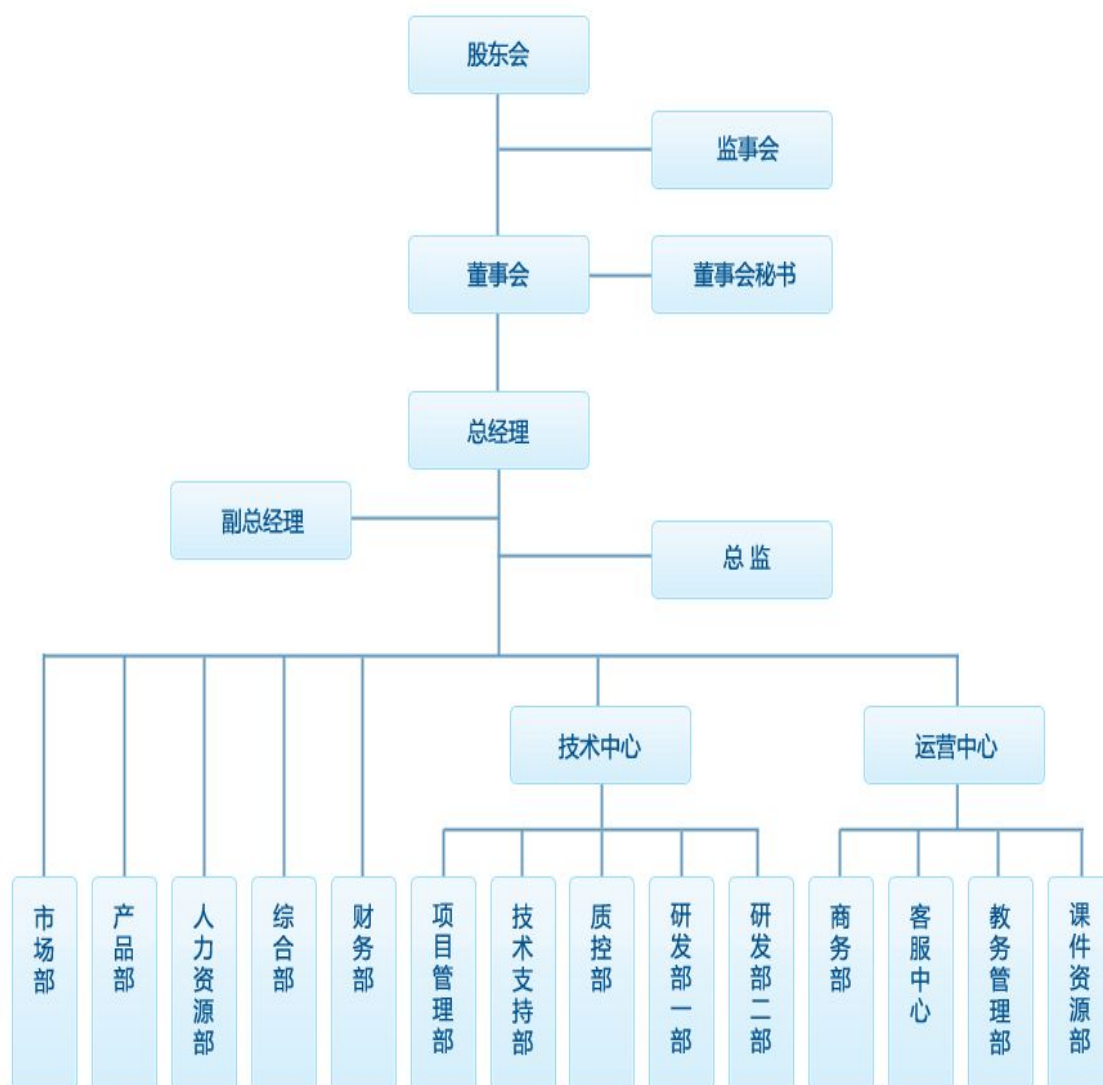 股东会
监事会
董事会
董事会秘书
总经理
副总经理
总 监
技术中心
运营中心
市场部
产品部
人力资源部
综合部
财务部
项目管理部
技术支持部
质控部
研发部一部
研发部二部
商务部
客服中心
教务管理部
课件资源部